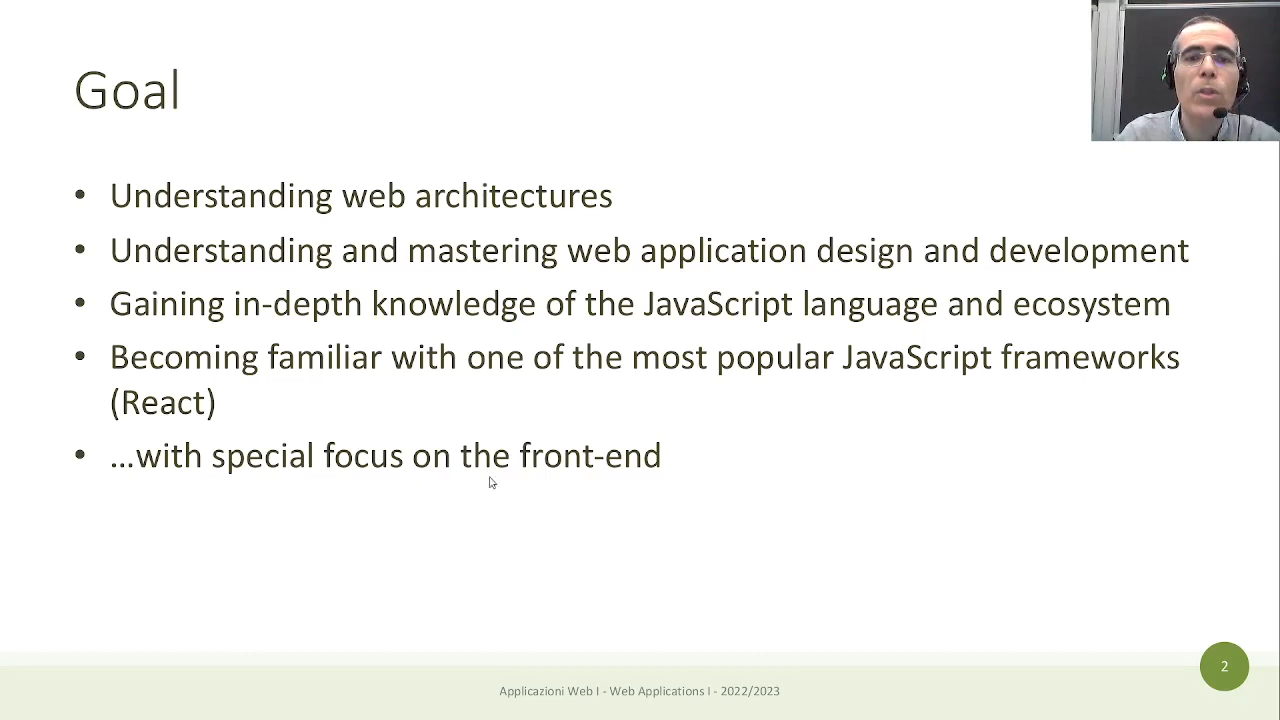 Goal
• Understanding web architectures
• Understanding and mastering web application design and development
• Gaining in-depth knowledge of the JavaScript language and ecosystem
• Becoming familiar with one of the most popular JavaScript frameworks
(React)
• …with special focus on the front-end
2
Applicazioni Web I - Web Applications I - 2022/2023